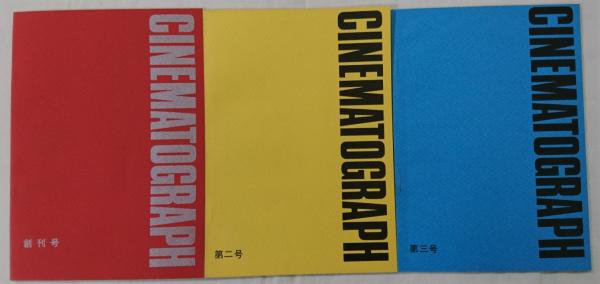 CINEMATOGRAPH
創刊号
CINEMATOGRAPH
第二号
CINEMATOGRAPH
第三号